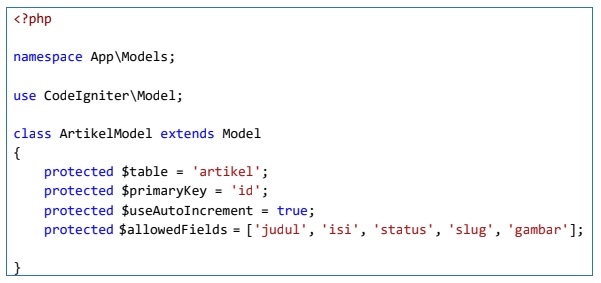 <?php
namespace App\Models;
use CodeIgniter\Model;
class ArtikelModel extends Model
{
    protected $table = 'artikel';
    protected $primaryKey = 'id';
    protected $useAutoIncrement = true;
    protected $allowedFields = ['judul', 'isi', 'status', 'slug', 'gambar'];
}